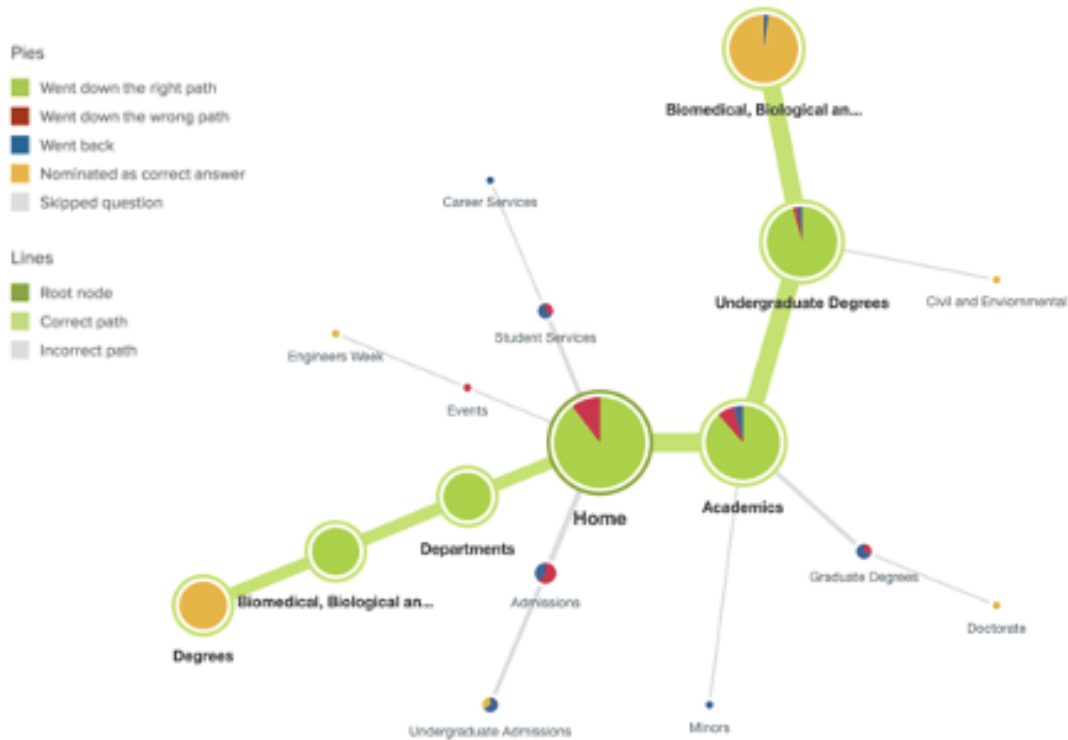 Pies
Went down the right path
Went down the wrong path
Went back
Nominated as correct answer
Skipped question
Lines
Root node
Correct path
Incorrect path
Biomedical, Biological an...
Career Services
Undergraduate Degrees
Civil and Enviornmental
Student Services
Engineers Week
Events
Home
Academics
Departments
Graduate Degrees
Biomedical, Biological an...
Admissions
Doctorate
Degrees
Undergraduate Admissions
Minors